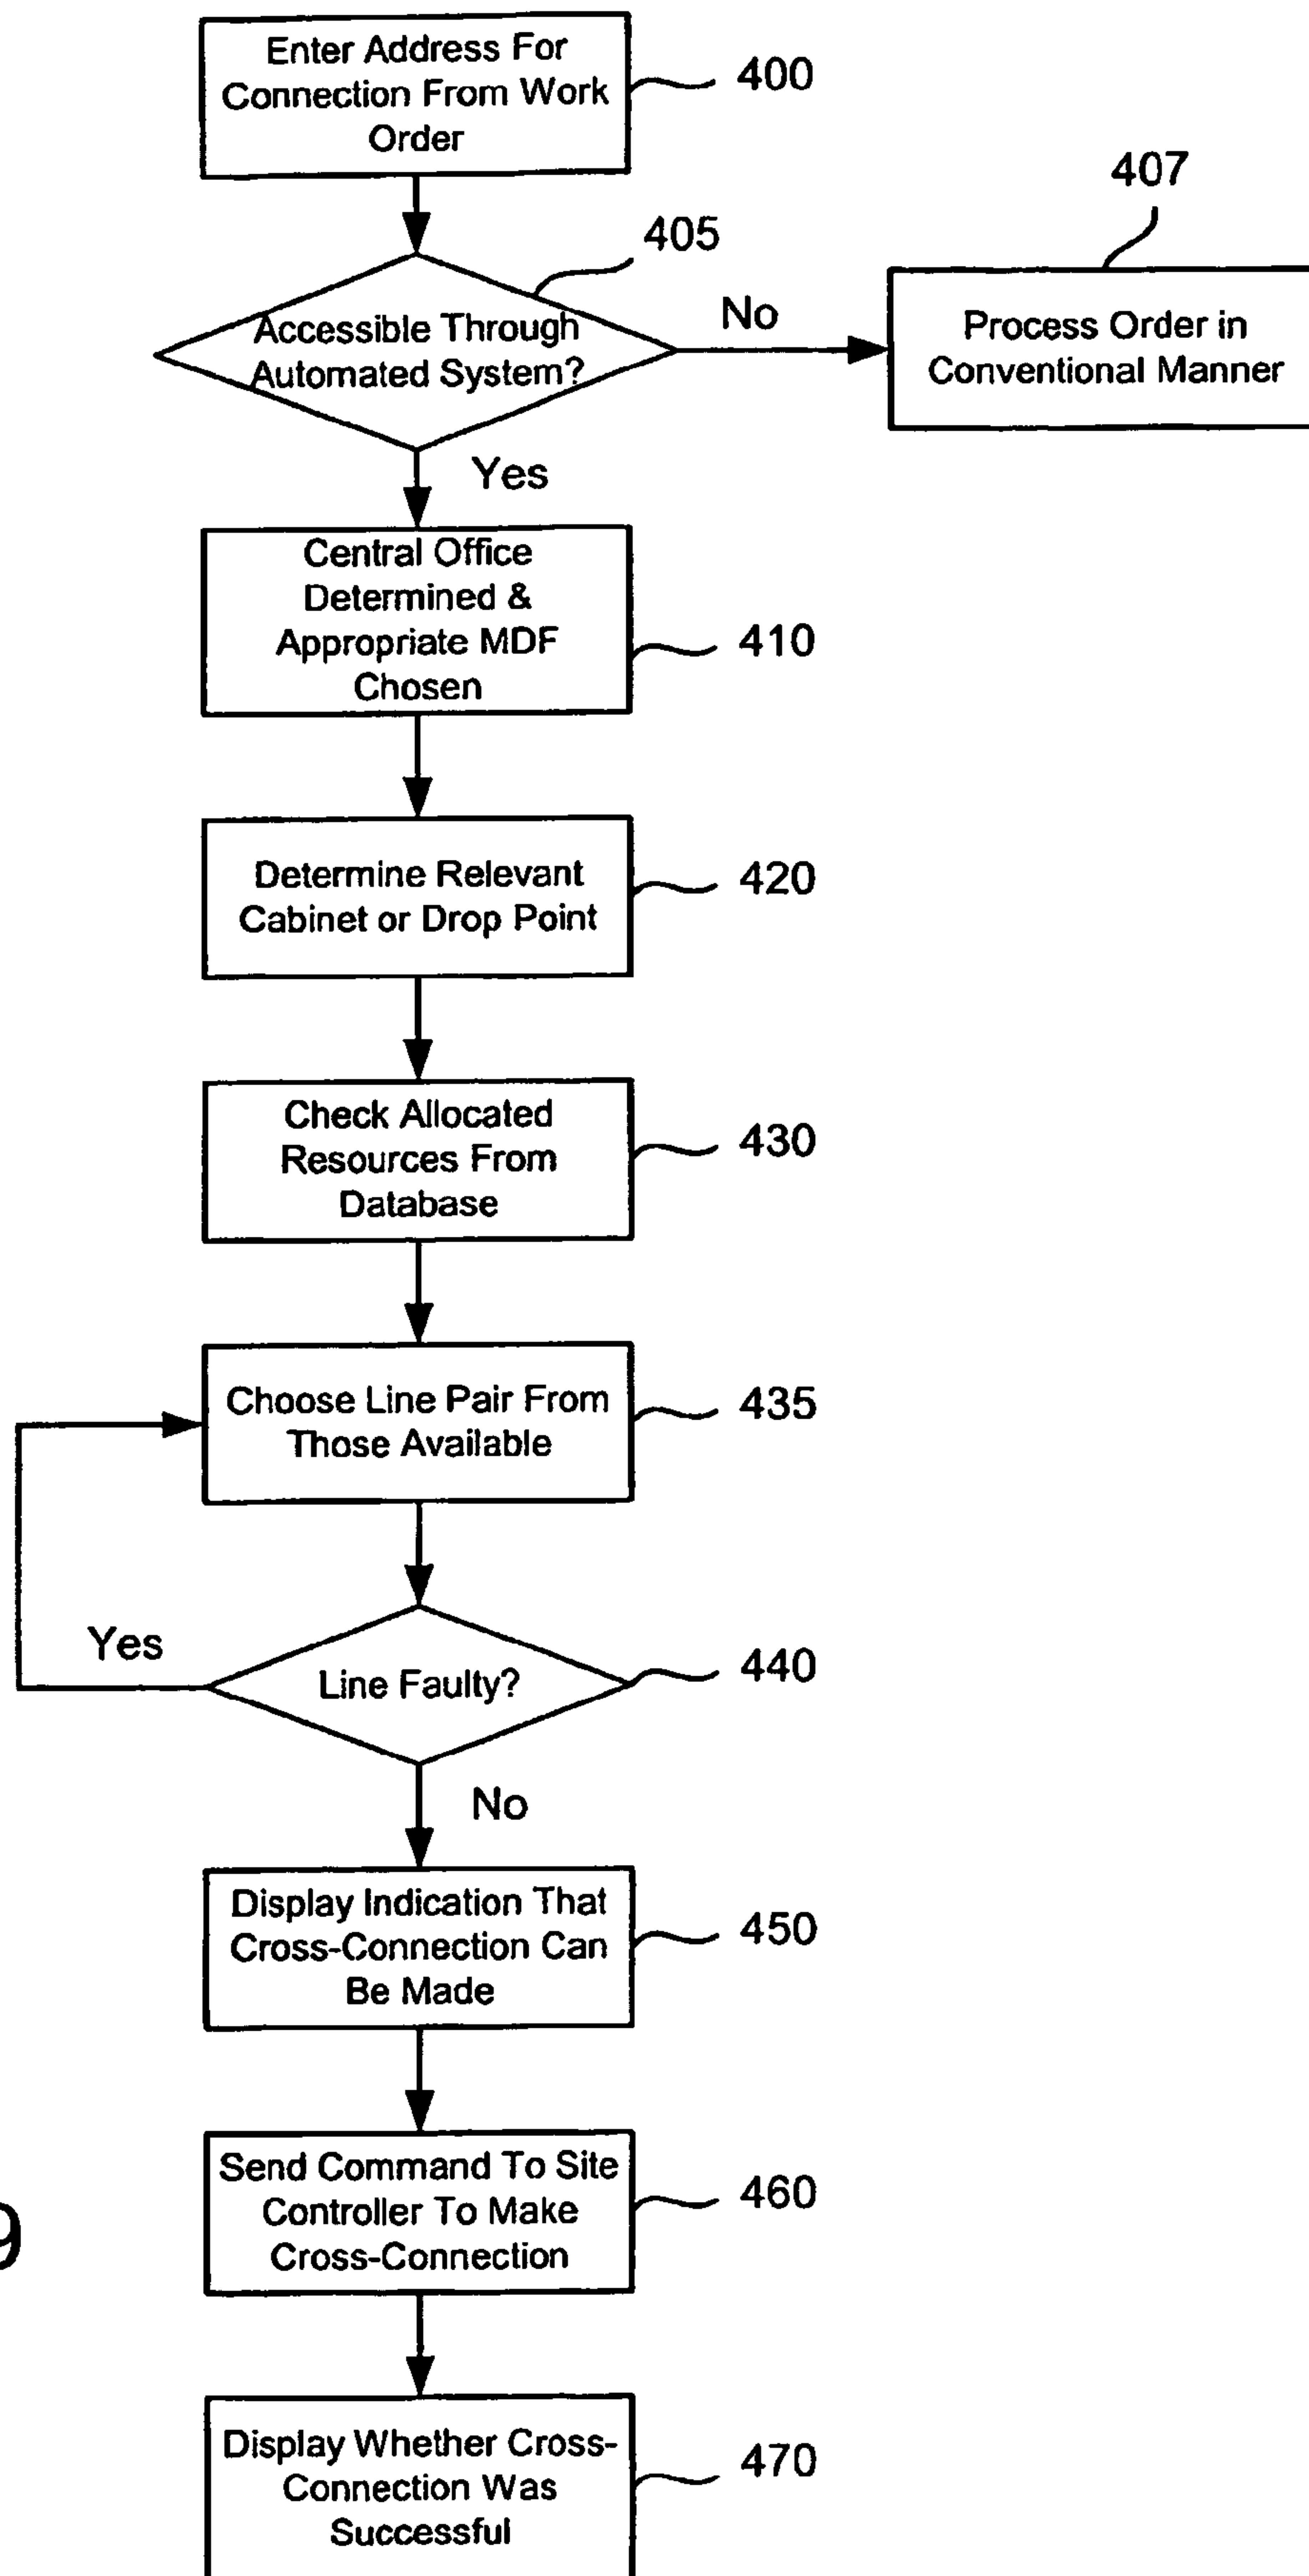 Enter Address For
Connection From Work
Order
400
405
Accessible Through
Automated System?
No
407
Process Order in
Conventional Manner
Yes
Central Office
Determined &
Appropriate MDF
Chosen
410
Determine Relevant
Cabinet or Drop Point
420
Check Allocated
Resources From
Database
430
Choose Line Pair From
Those Available
435
Yes
Line Faulty?
440
No
Display Indication That
Cross-Connection Can
Be Made
450
Send Command To Site
Controller To Make
Cross-Connection
460
9
Display Whether Cross-
Connection Was
Successful
470